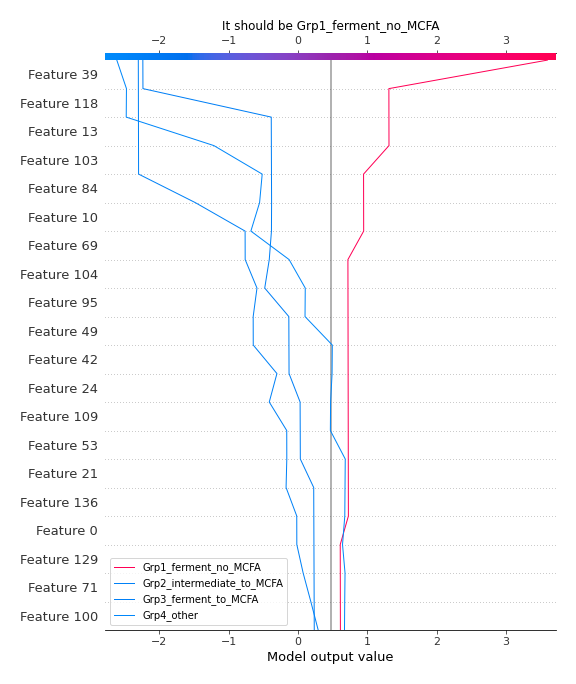 It should be Grp1_ferment_no_MCFA
−2 −1 0 1 2 3
Feature 39
Feature 118
Feature 13
Feature 103
Feature 84
Feature 10
Feature 69
Feature 104
Feature 95
Feature 49
Feature 42
Feature 24
Feature 109
Feature 53
Feature 21
Feature 136
Feature 0
Feature 129
Feature 71
Feature 100
Grp1_ferment_no_MCFA
Grp2_intermediate_to_MCFA
Grp3_ferment_to_MCFA
Grp4_other
−2 −1 0 1 2 3
Model output value